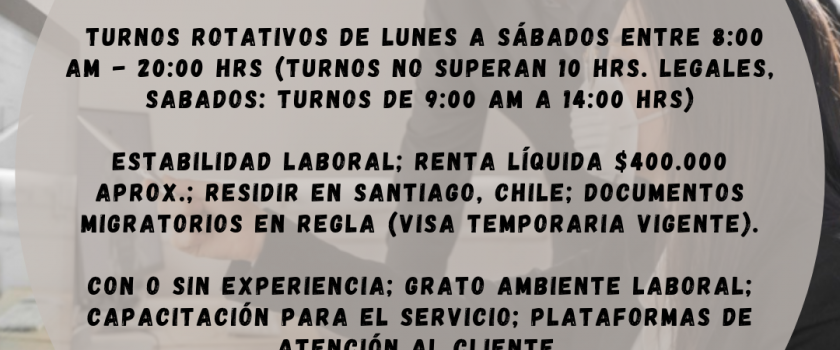 TURNOS ROTATIVOS DE LUNES A SÁBADOS ENTRE 8:00
AM – 20:00 HRS (TURNOS NO SUPERAN 10 HRS. LEGALES,
SABADOS: TURNOS DE 9:00 AM A 14:00 HRS)
ESTABILIDAD LABORAL; RENTA LÍQUIDA $400.000
APROX.; RESIDIR EN SANTIAGO, CHILE; DOCUMENTOS
MIGRATORIOS EN REGLA (VISA TEMPORARIA VIGENTE).
CON O SIN EXPERIENCIA; GRATO AMBIENTE LABORAL;
CAPACITACIÓN PARA EL SERVICIO; PLATAFORMAS DE
ATENCIÓN AL CLIENTE